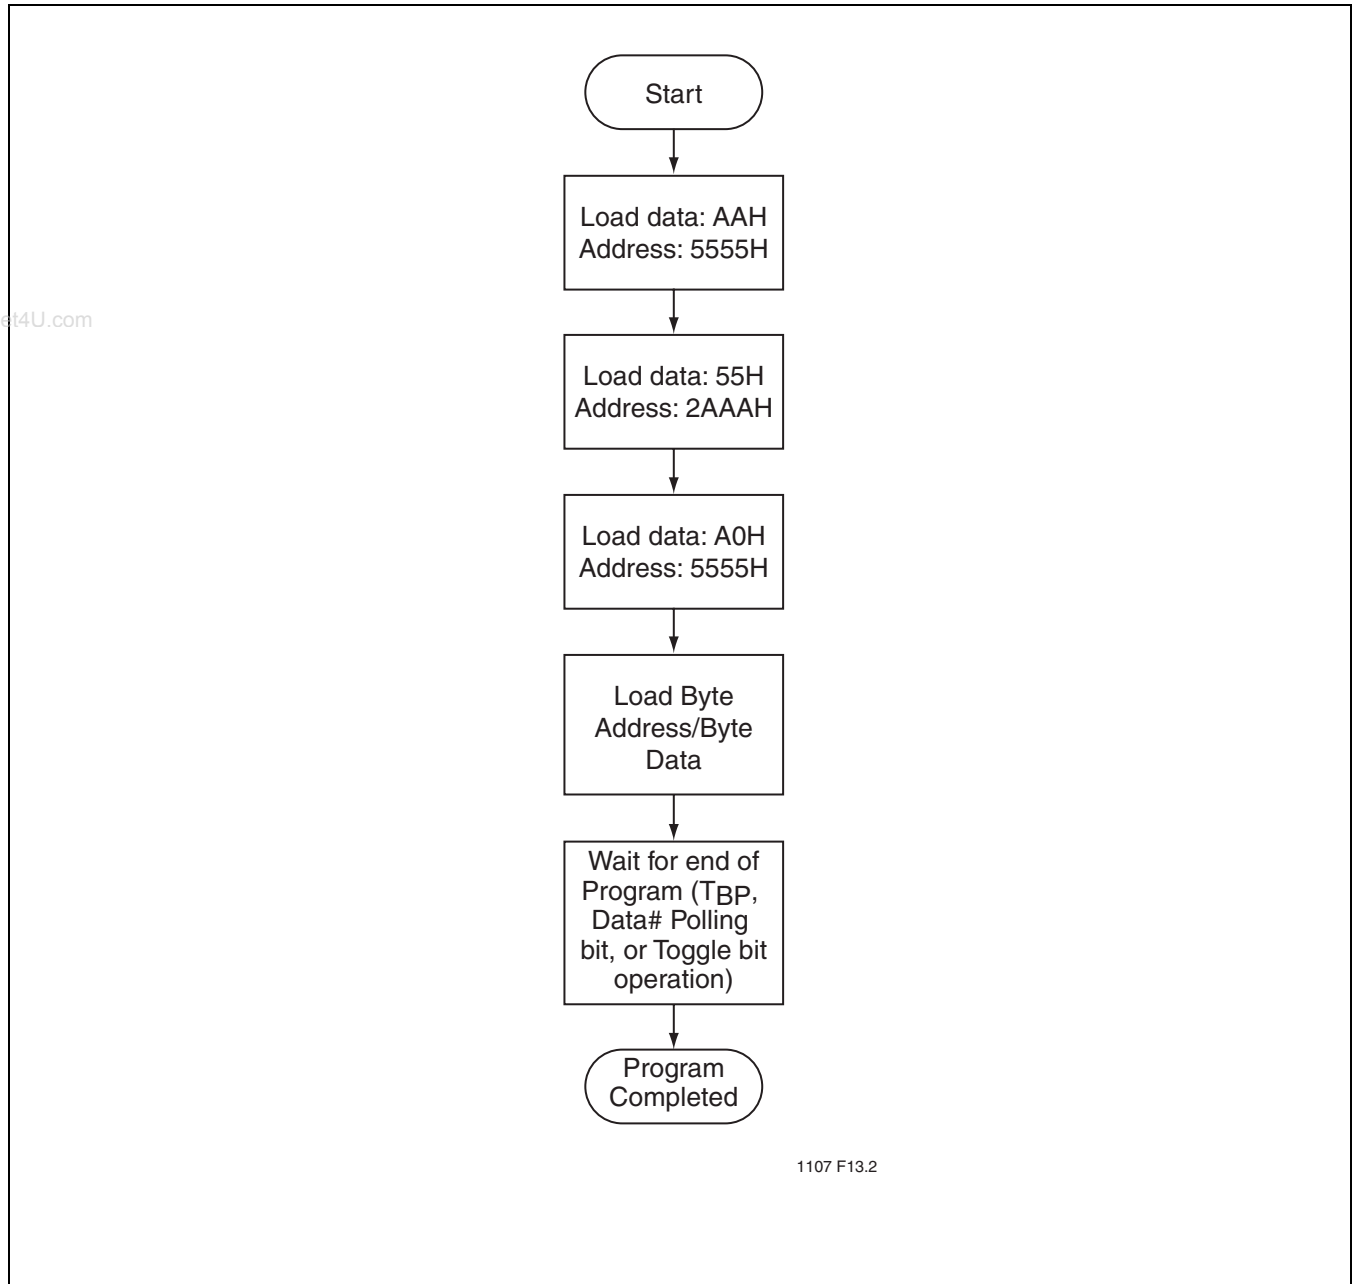 Start
Load data: AAH
Address: 5555H
et4U.com
Load data: 55H
Address: 2AAAH
Load data: A0H
Address: 5555H
Load Byte
Address/Byte
Data
Wait for end of
Program (TBP,
Data# Polling
bit, or Toggle bit
operation)
Program
Completed
1107 F13.2